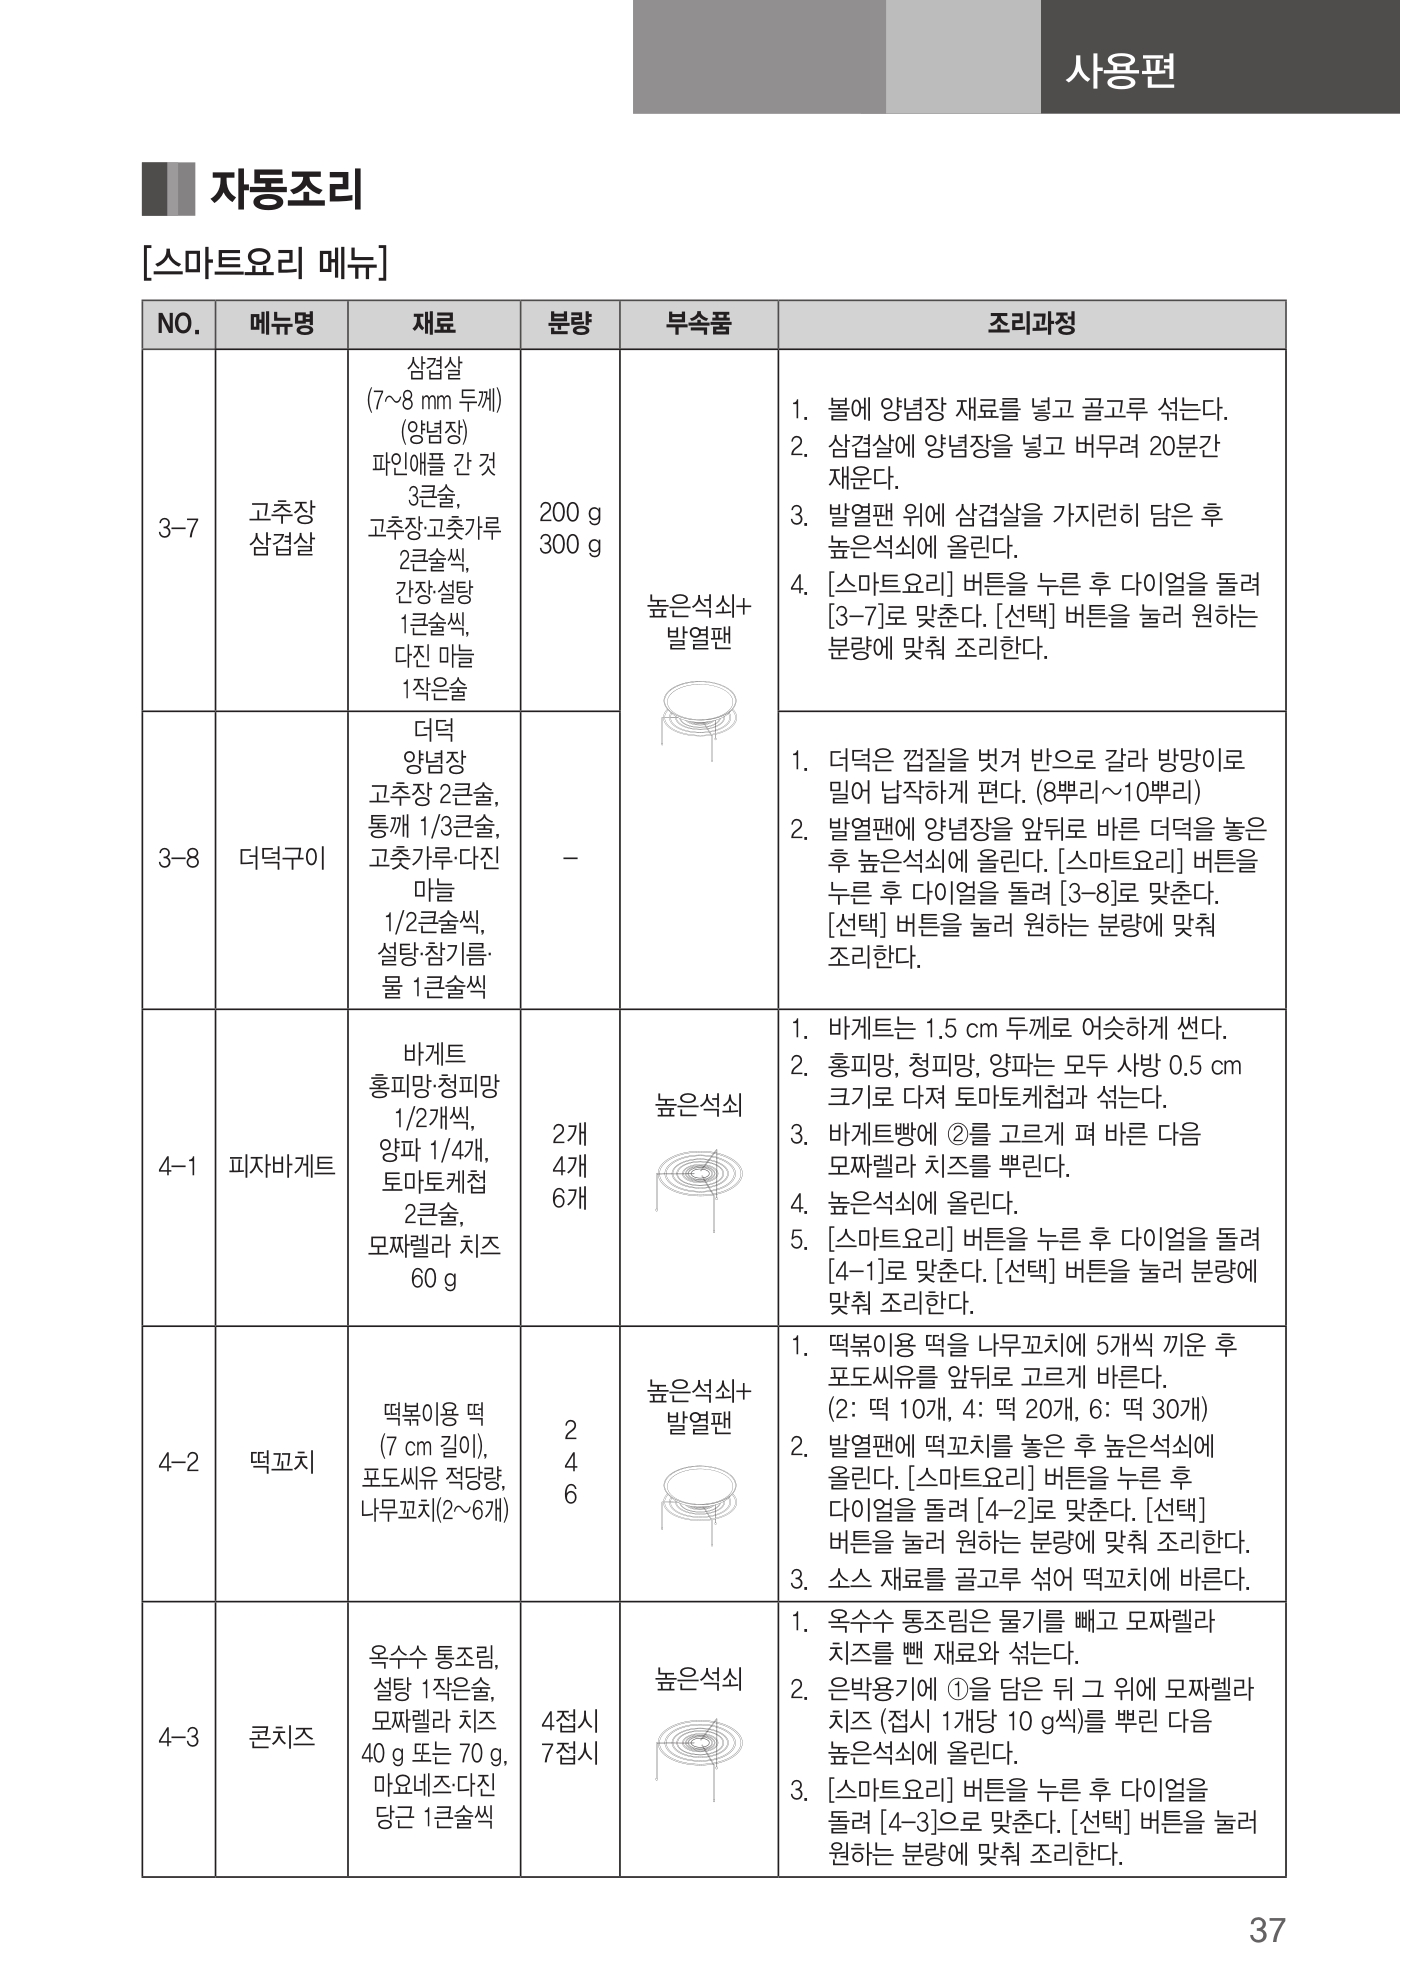 사용편
자동조리
[스마트요리 메뉴]
NO.
메뉴명
재료
분량
부속품
조리과정
3-7
고추장
삼겹살
삼겹살
(7~8 mm 두께)
(양념장)
파인애플 간 것
3큰술,
고추장·고춧가루
2큰술씩,
간장·설탕
1큰술씩,
다진 마늘
1작은술
200 g
300 g
높은석쇠+
발열팬
1. 볼에 양념장 재료를 넣고 골고루 섞는다.
2. 삼겹살에 양념장을 넣고 버무려 20분간
재운다.
3. 발열팬 위에 삼겹살을 가지런히 담은 후
높은석쇠에 올린다.
4. [스마트요리] 버튼을 누른 후 다이얼을 돌려
[3-7]로 맞춘다. [선택] 버튼을 눌러 원하는
분량에 맞춰 조리한다.
3-8
더덕구이
더덕
양념장
고추장 2큰술,
통깨 1/3큰술,
고춧가루·다진
마늘
1/2큰술씩,
설탕·참기름·
물 1큰술씩
-
1. 더덕은 껍질을 벗겨 반으로 갈라 방망이로
밀어 납작하게 편다. (8뿌리~10뿌리)
2. 발열팬에 양념장을 앞뒤로 바른 더덕을 놓은
후 높은석쇠에 올린다. [스마트요리] 버튼을
누른 후 다이얼을 돌려 [3-8]로 맞춘다.
[선택] 버튼을 눌러 원하는 분량에 맞춰
조리한다.
4-1
피자바게트
바게트
홍피망·청피망
1/2개씩,
양파 1/4개,
토마토케첩
2큰술,
모짜렐라 치즈
60 g
2개
4개
6개
높은석쇠
1. 바게트는 1.5 cm 두께로 어슷하게 썬다.
2. 홍피망, 청피망, 양파는 모두 사방 0.5 cm
크기로 다져 토마토케첩과 섞는다.
3. 바게트빵에 ②를 고르게 펴 바른 다음
모짜렐라 치즈를 뿌린다.
4. 높은석쇠에 올린다.
5. [스마트요리] 버튼을 누른 후 다이얼을 돌려
[4-1]로 맞춘다. [선택] 버튼을 눌러 분량에
맞춰 조리한다.
4-2
떡꼬치
떡볶이용 떡
(7 cm 길이),
포도씨유 적당량,
나무꼬치(2~6개)
2
4
6
높은석쇠+
발열팬
1. 떡볶이용 떡을 나무꼬치에 5개씩 끼운 후
포도씨유를 앞뒤로 고르게 바른다.
(2: 떡 10개, 4: 떡 20개, 6: 떡 30개)
2. 발열팬에 떡꼬치를 놓은 후 높은석쇠에
올린다. [스마트요리] 버튼을 누른 후
다이얼을 돌려 [4-2]로 맞춘다. [선택]
버튼을 눌러 원하는 분량에 맞춰 조리한다.
3. 소스 재료를 골고루 섞어 떡꼬치에 바른다.
4-3
콘치즈
옥수수 통조림,
설탕 1작은술,
모짜렐라 치즈
40 g 또는 70 g,
마요네즈·다진
당근 1큰술씩
4접시
7접시
높은석쇠
1. 옥수수 통조림은 물기를 빼고 모짜렐라
치즈를 뺀 재료와 섞는다.
2. 은박용기에 ①을 담은 뒤 그 위에 모짜렐라
치즈 (접시 1개당 10 g씩)를 뿌린 다음
높은석쇠에 올린다.
3. [스마트요리] 버튼을 누른 후 다이얼을
돌려 [4-3]으로 맞춘다. [선택] 버튼을 눌러
원하는 분량에 맞춰 조리한다.
37